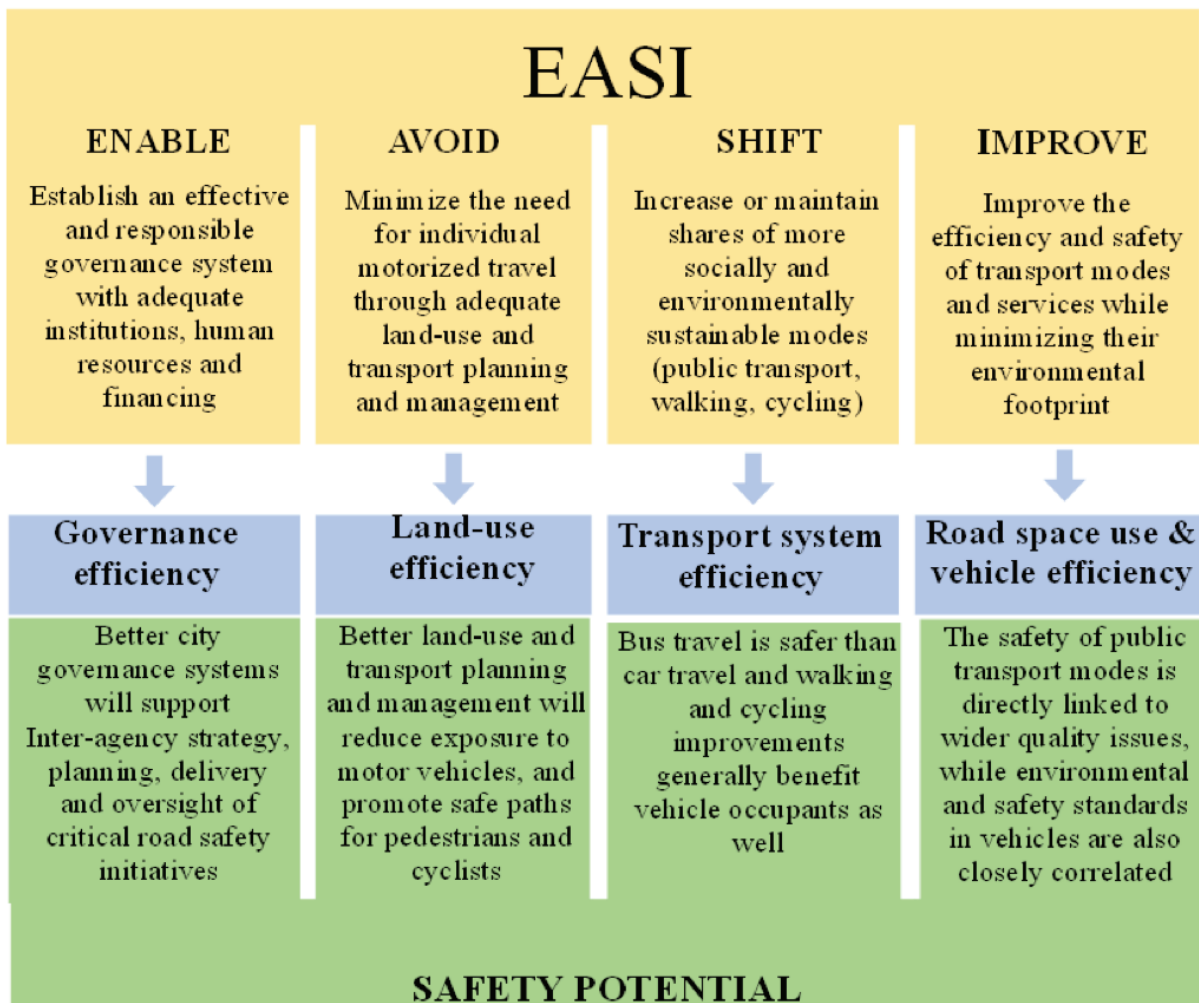 EASI
ENABLE
Establish an effective
and responsible
governance system
with adequate
institutions, human
resources and
financing
AVOID
Minimize the need
for individual
motorized travel
through adequate
land-use and
transport planning
and management
SHIFT
Increase or maintain
shares of more
socially and
environmentally
sustainable modes
(public transport,
walking, cycling)
IMPROVE
Improve the
efficiency and safety
of transport modes
and services while
minimizing their
environmental
footprint
Governance
efficiency
Land-use
efficiency
Transport system
efficiency
Road space use &
vehicle efficiency
Better city
governance systems
will support
Inter-agency strategy,
planning, delivery
and oversight of
critical road safety
initiatives
Better land-use and
transport planning
and management will
reduce exposure to
motor vehicles, and
promote safe paths
for pedestrians and
cyclists
Bus travel is safer than
car travel and walking
and cycling
improvements
generally benefit
vehicle occupants as
well
The safety of public
transport modes is
directly linked to
wider quality issues,
while environmental
and safety standards
in vehicles are also
closely correlated
SAFETY POTENTIAL